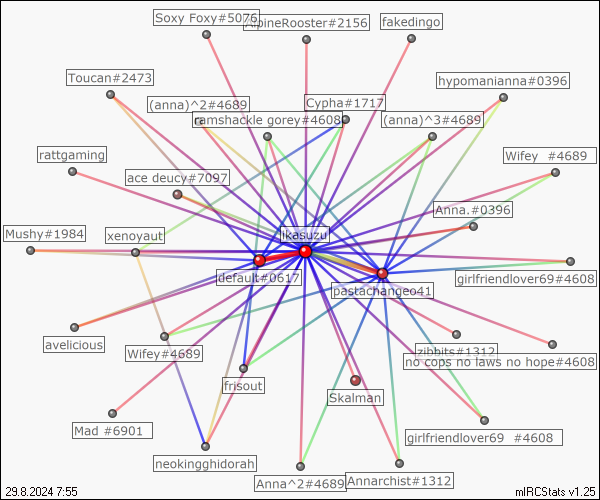 Soxy Foxy#5076
AlpineRooster#2156
fakedingo
Toucan#2473
hypomanianna#0396
(anna)^2#4689
Cypha#1717
ramshackle gorey#4608
(anna)^3#4689
rattgaming
Wifey  #4689
ace deucy#7097
Anna.#0396
Mushy#1984
xenoyaut
jikasuzu
default#0617
pastachangeo41
girlfriendlover69#4608
avelicious
Wifey#4689
zibbits#1312
no cops no laws no hope#4608
frisout
Skalman
Mad #6901
girlfriendlover69  #4608
neokingghidorah
Anna^2#4689
Annarchist#1312
29.8.2024 7:55
mIRCStats v1.25